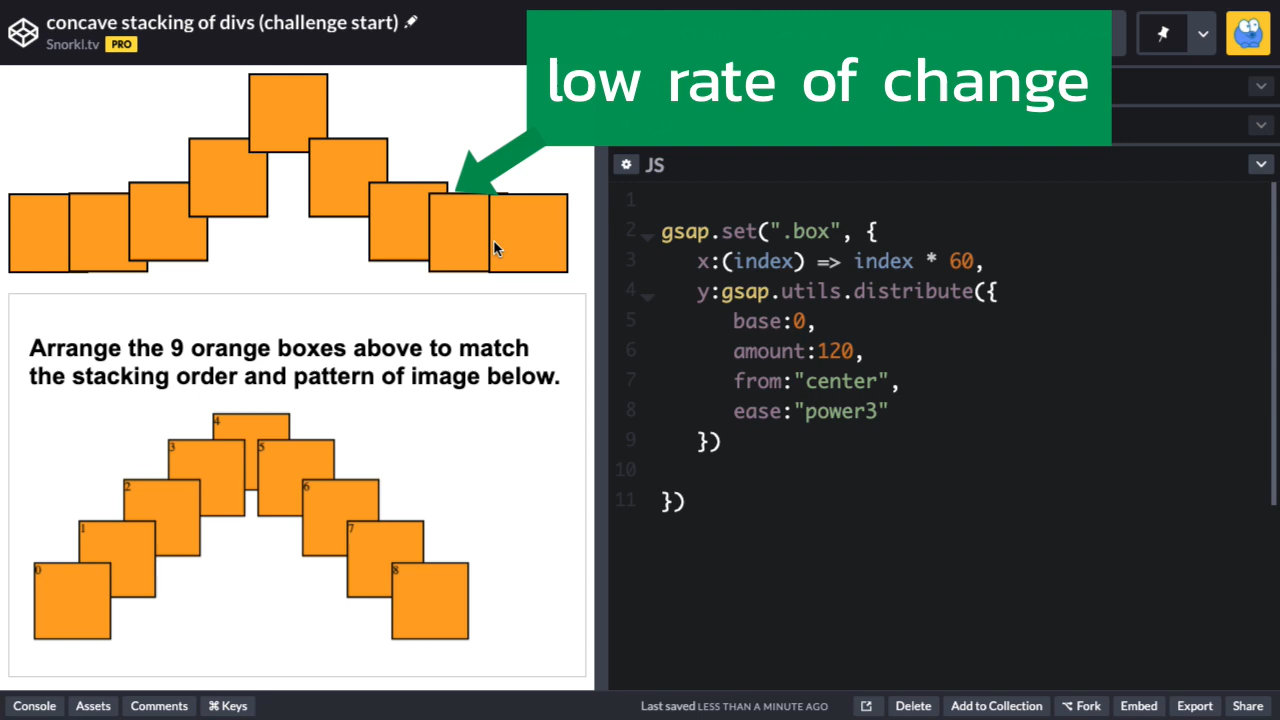 concave stacking of divs (challenge start)
Snorkl.tv PRO
low rate of change
JS
1
2 gsap.set(".box", {
3 x:(index) => index * 60,
4 y:gsap.utils.distribute({
5 base:0,
6 amount:120,
7 from:"center",
8 ease:"power3"
9 })
10
11 })
Arrange the 9 orange boxes above to match
the stacking order and pattern of image below.
4
3 5
2 6
1 7
0 8
Console Assets Comments ⌘ Keys Last saved LESS THAN A MINUTE AGO Delete Add to Collection ⌥ Fork Embed Export Share